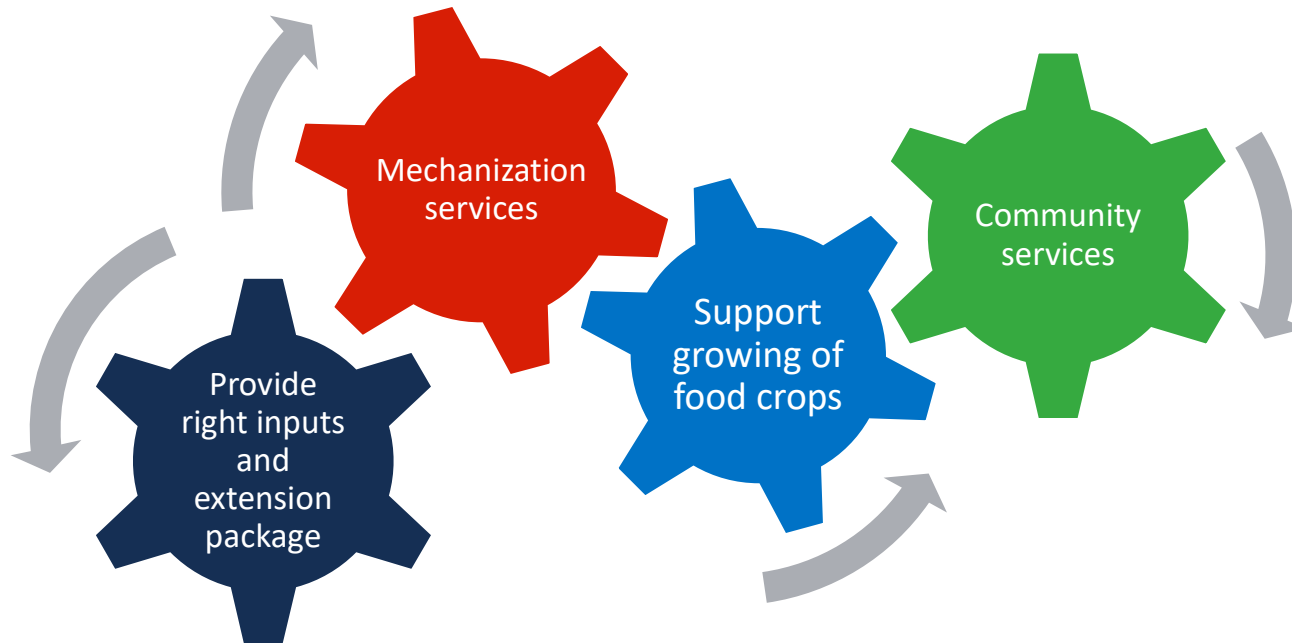 Mechanization
services
Community
services
Support
growing of
food crops
Provide
right inputs
and
extension
package